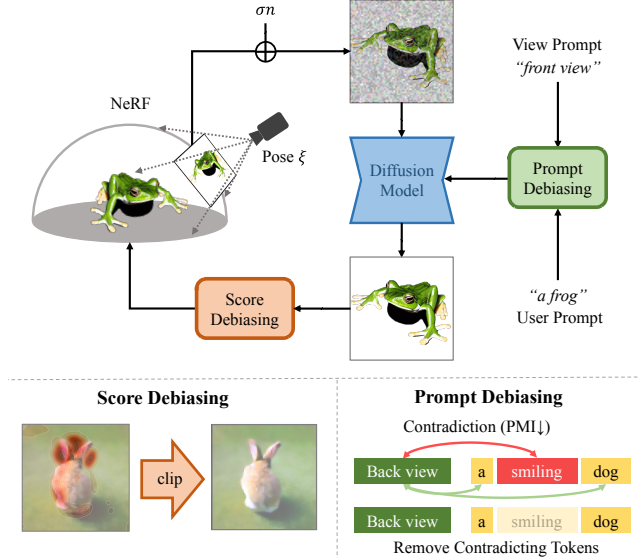 σn
View Prompt
“front view”
NeRF
Pose ξ
Diffusion
Model
Prompt
Debiasing
Score
Debiasing
“a frog”
User Prompt
Score Debiasing
clip
Prompt Debiasing
Contradiction (PMI↓)
Back view a smiling dog
Back view a smiling dog
Remove Contradicting Tokens